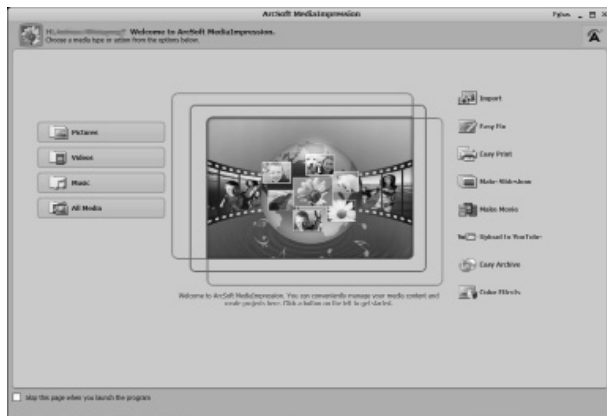 ArcSoft MediaImpression
Welcome to ArcSoft MediaImpression.
Choose a media type or action from the options below.
Pictures
Videos
Music
All Media
Import
Easy Fix
Easy Print
Make Slideshow
Make Movie
Upload to YouTube
Easy Archive
Color Effects
Welcome to ArcSoft MediaImpression. You can conveniently manage your media content and
create projects here. Click a button on the left to get started.
Skip this page when you launch the program